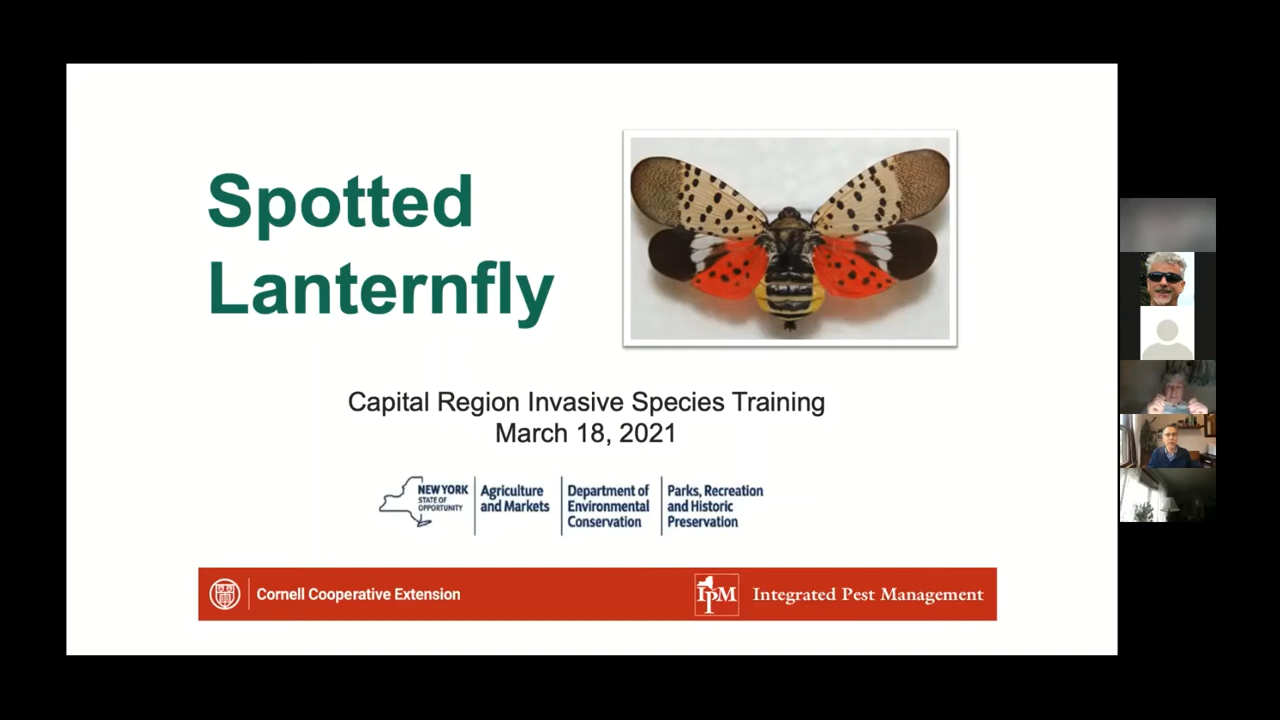 Spotted
Lanternfly
Capital Region Invasive Species Training
March 18, 2021
NEW YORK
STATE OF
OPPORTUNITY
Agriculture
and Markets
Department of
Environmental
Conservation
Parks, Recreation
and Historic
Preservation
Cornell Cooperative Extension
IPM
Integrated Pest Management